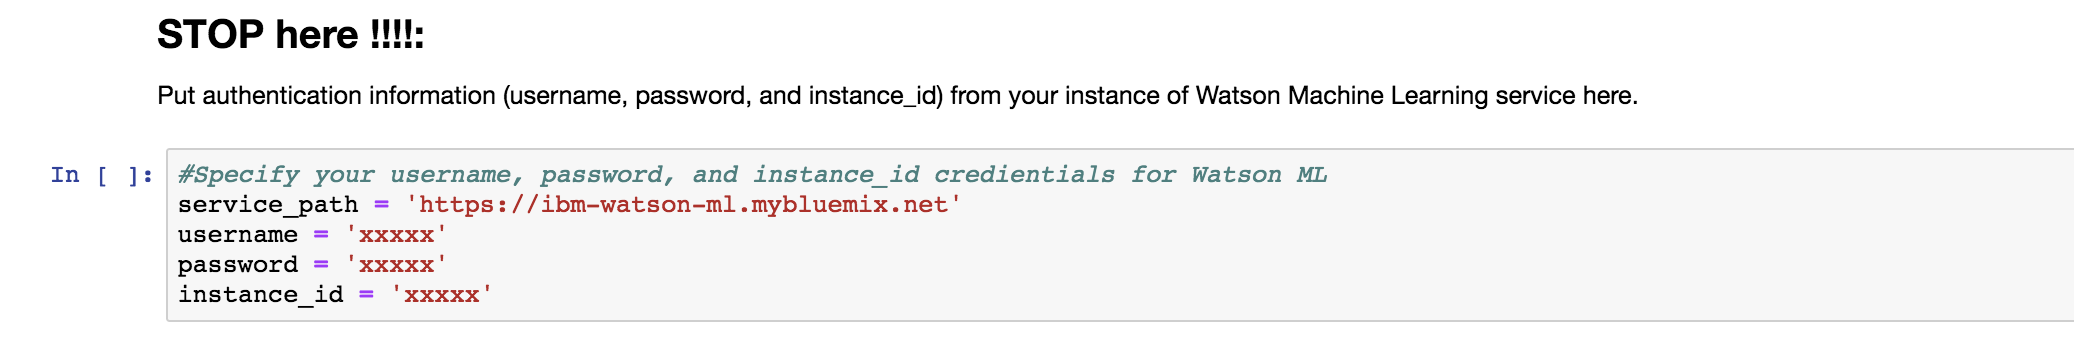 STOP here !!!!:
Put authentication information (username, password, and instance_id) from your instance of Watson Machine Learning service here.
In [ ]:
#Specify your username, password, and instance_id credientials for Watson ML
service_path = 'https://ibm-watson-ml.mybluemix.net'
username = 'xxxxx'
password = 'xxxxx'
instance_id = 'xxxxx'